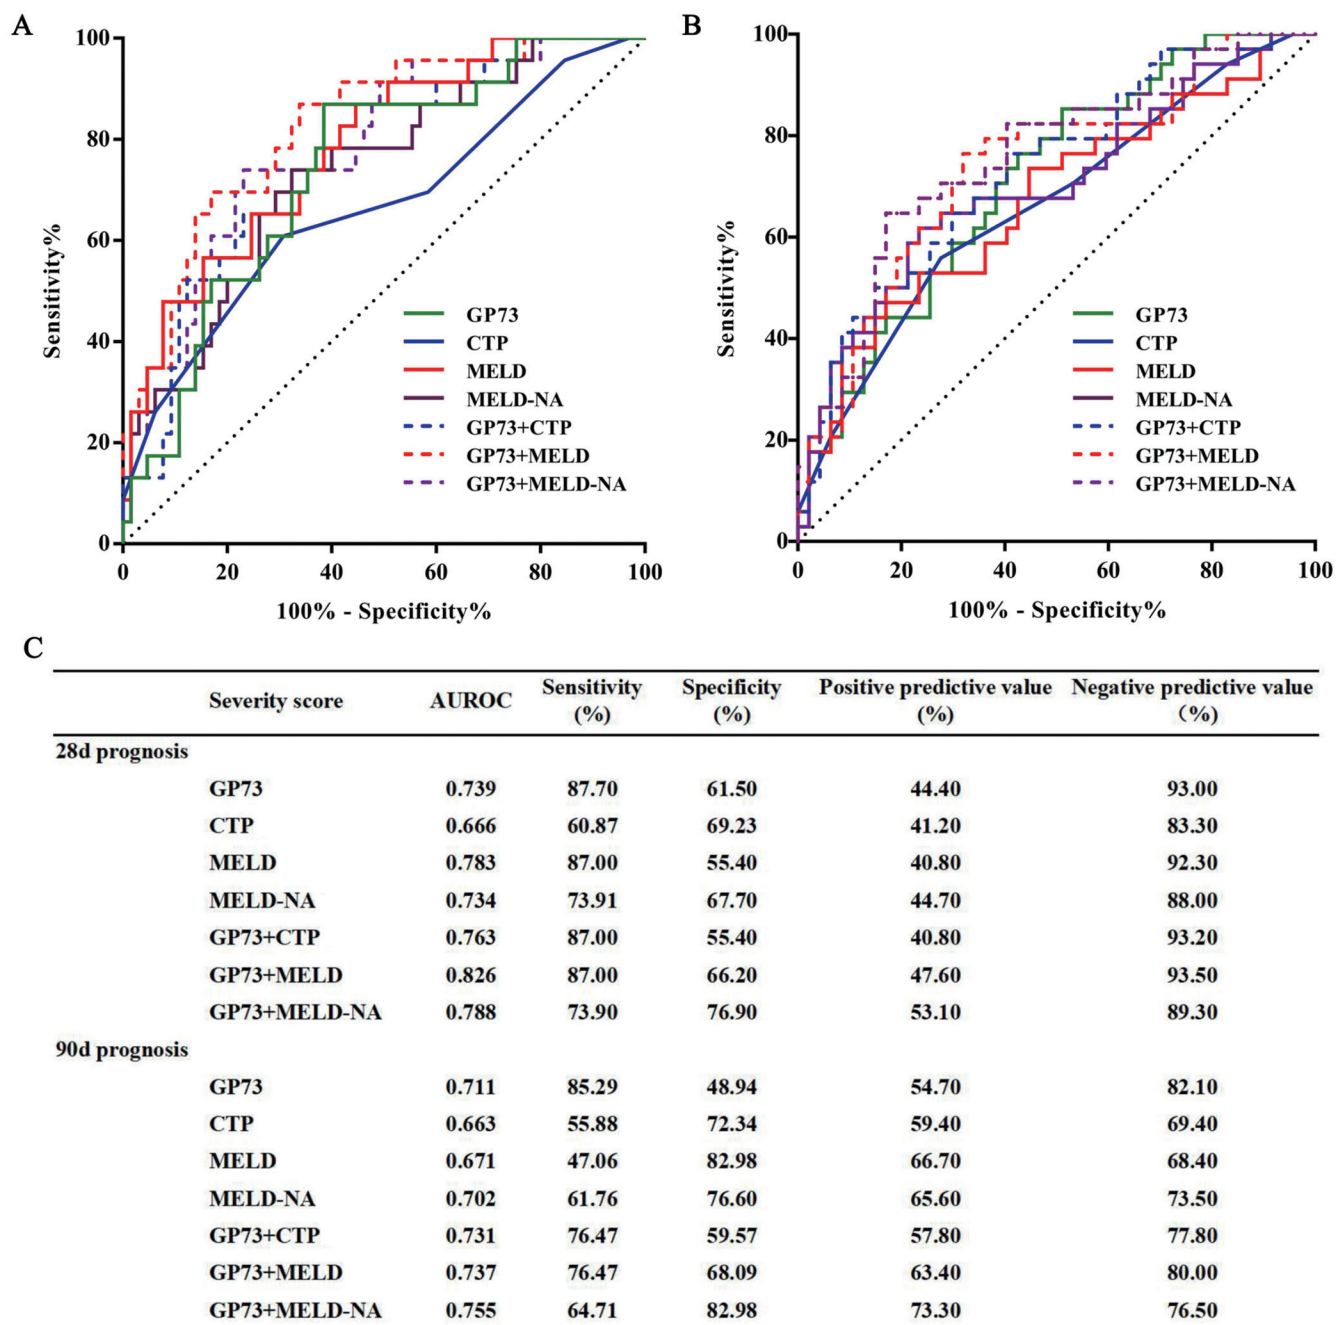 A
Sensitivity%
100
80
60
40
20
0
0 20 40 60 80 100
100% - Specificity%
GP73
CTP
MELD
MELD-NA
GP73+CTP
GP73+MELD
GP73+MELD-NA
B
Sensitivity%
100
80
60
40
20
0
0 20 40 60 80 100
100% - Specificity%
GP73
CTP
MELD
MELD-NA
GP73+CTP
GP73+MELD
GP73+MELD-NA
C
Severity score AUROC Sensitivity (%) Specificity (%) Positive predictive value (%) Negative predictive value （%）
28d prognosis
GP73 0.739 87.70 61.50 44.40 93.00
CTP 0.666 60.87 69.23 41.20 83.30
MELD 0.783 87.00 55.40 40.80 92.30
MELD-NA 0.734 73.91 67.70 44.70 88.00
GP73+CTP 0.763 87.00 55.40 40.80 93.20
GP73+MELD 0.826 87.00 66.20 47.60 93.50
GP73+MELD-NA 0.788 73.90 76.90 53.10 89.30
90d prognosis
GP73 0.711 85.29 48.94 54.70 82.10
CTP 0.663 55.88 72.34 59.40 69.40
MELD 0.671 47.06 82.98 66.70 68.40
MELD-NA 0.702 61.76 76.60 65.60 73.50
GP73+CTP 0.731 76.47 59.57 57.80 77.80
GP73+MELD 0.737 76.47 68.09 63.40 80.00
GP73+MELD-NA 0.755 64.71 82.98 73.30 76.50